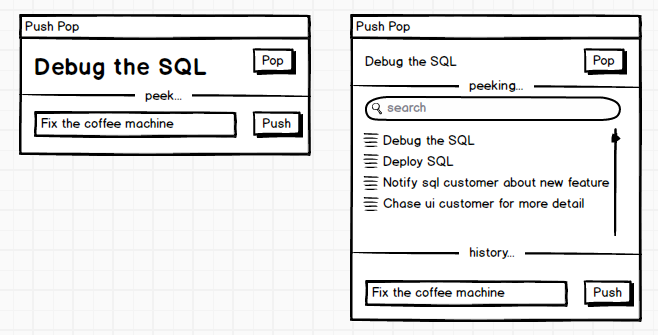 Push Pop
Debug the SQL
Pop
peek...
Fix the coffee machine
Push
Push Pop
Debug the SQL
Pop
peeking...
search
Debug the SQL
Deploy SQL
Notify sql customer about new feature
Chase ui customer for more detail
history...
Fix the coffee machine
Push